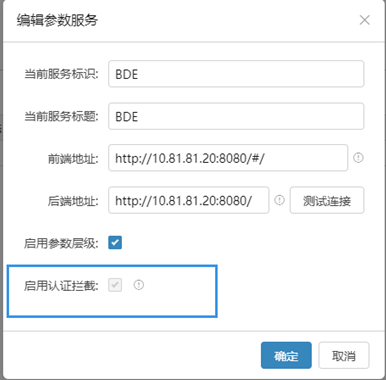 编辑参数服务
当前服务标识: BDE
当前服务标题: BDE
前端地址: http://10.81.81.20:8080/#/
后端地址: http://10.81.81.20:8080/ 测试连接
启用参数层级:
启用认证拦截:
确定 取消